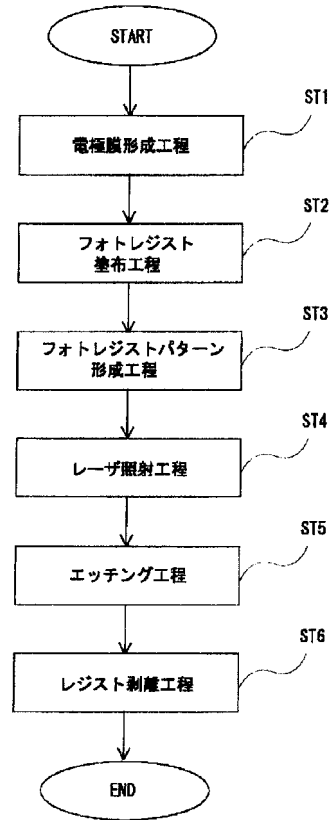 START
ST1
電極膜形成工程
ST2
フォトレジスト
塗布工程
ST3
フォトレジストパターン
形成工程
ST4
レーザ照射工程
ST5
エッチング工程
ST6
レジスト剥離工程
END